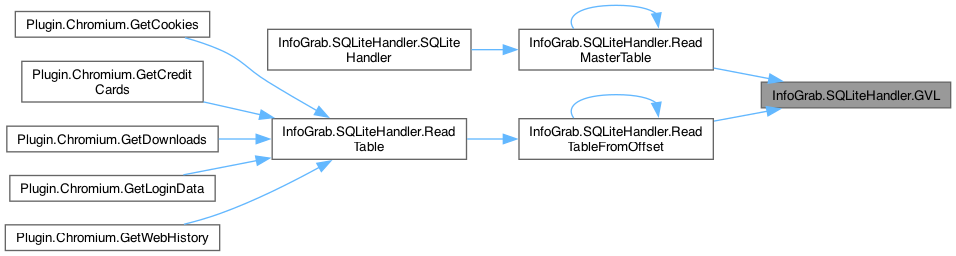 Plugin.Chromium.GetCookies
Plugin.Chromium.GetCredit
Cards
Plugin.Chromium.GetDownloads
Plugin.Chromium.GetLoginData
Plugin.Chromium.GetWebHistory
InfoGrab.SQLiteHandler.SQLite
Handler
InfoGrab.SQLiteHandler.Read
Table
InfoGrab.SQLiteHandler.Read
MasterTable
InfoGrab.SQLiteHandler.Read
TableFromOffset
InfoGrab.SQLiteHandler.GVL